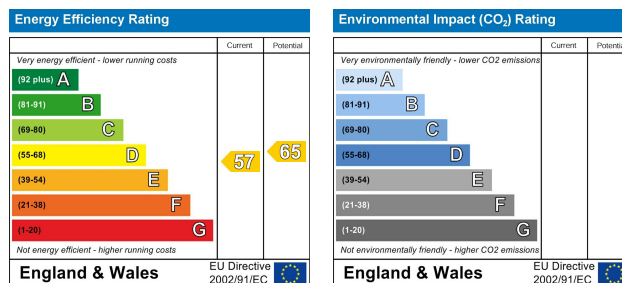 Energy Efficiency Rating
Current Potential
Very energy efficient - lower running costs
(92 plus) A
(81-91) B
(69-80) C
(55-68) D
(39-54) E
(21-38) F
(1-20) G
57
65
Not energy efficient - higher running costs
England & Wales
EU Directive
2002/91/EC
Environmental Impact (CO₂) Rating
Current Potential
Very environmentally friendly - lower CO2 emissions
(92 plus) A
(81-91) B
(69-80) C
(55-68) D
(39-54) E
(21-38) F
(1-20) G
Not environmentally friendly - higher CO2 emissions
England & Wales
EU Directive
2002/91/EC